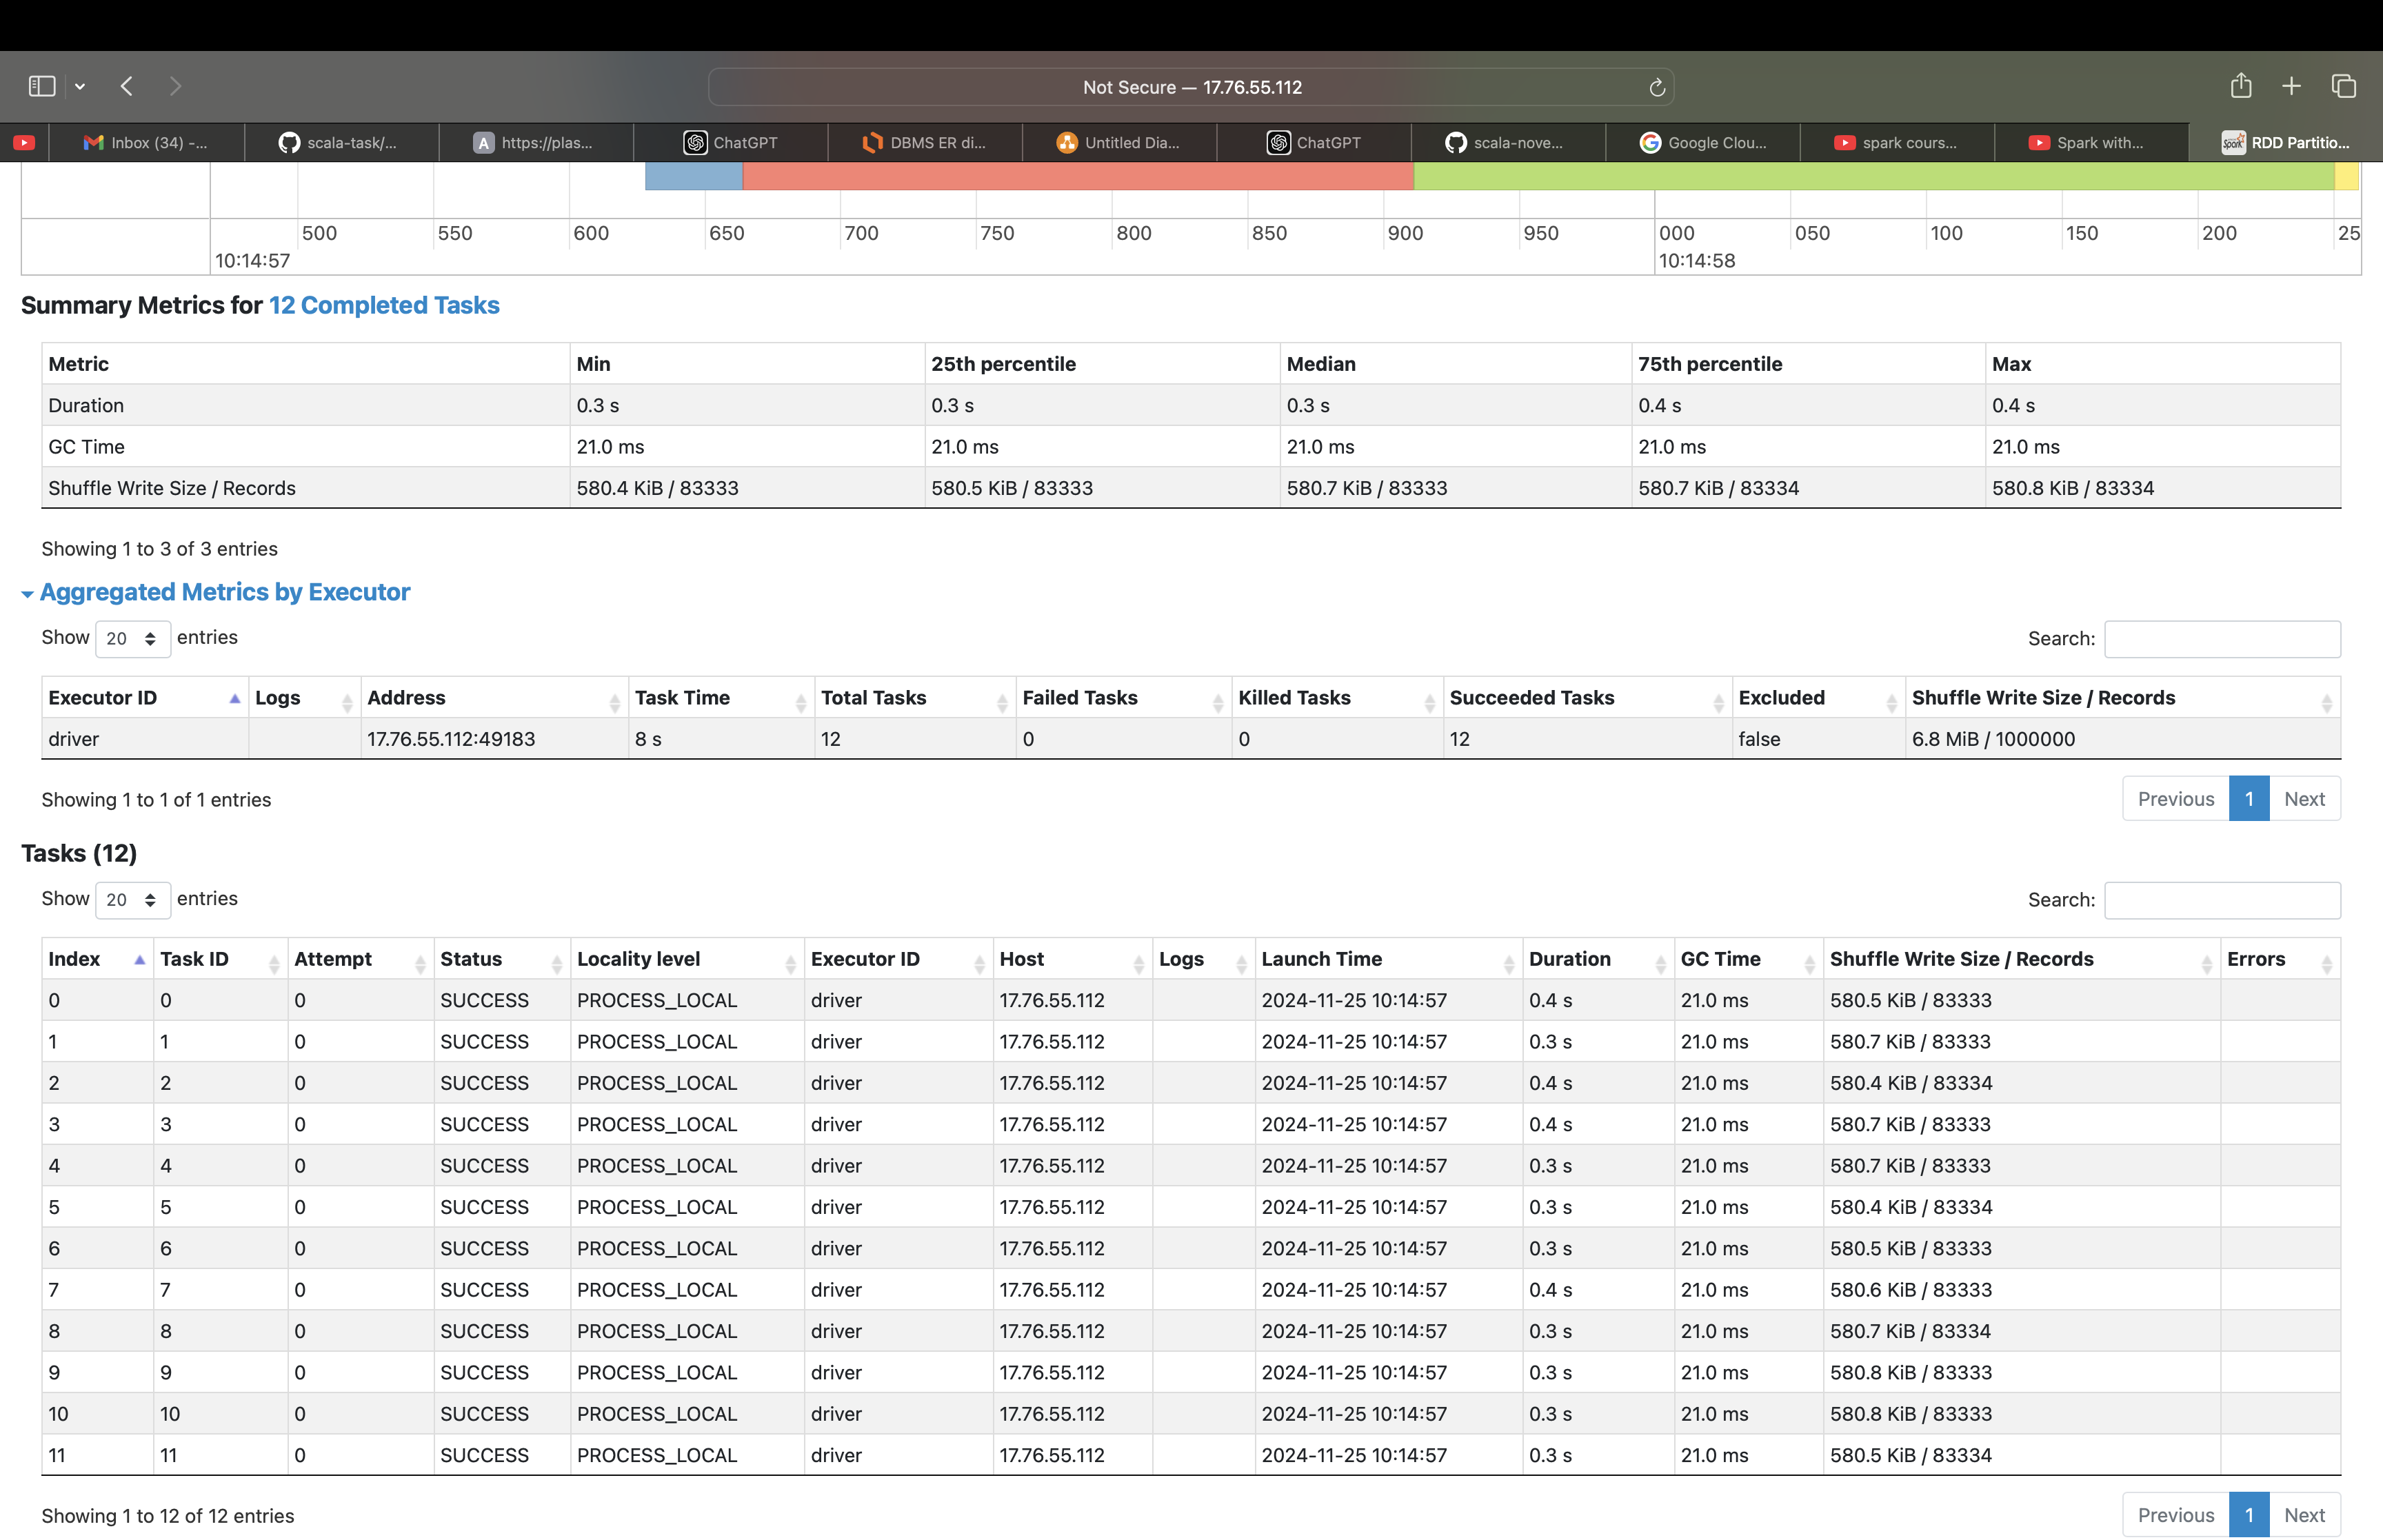 Not Secure — 17.76.55.112
Inbox (34) -... scala-task/... A https://plas... ChatGPT DBMS ER di... Untitled Dia... ChatGPT scala-nove... Google Clou... spark cours... Spark with... Spark RDD Partitio...
500 550 600 650 700 750 800 850 900 950 000 050 100 150 200 25
10:14:57 10:14:58
Summary Metrics for 12 Completed Tasks
Metric Min 25th percentile Median 75th percentile Max
Duration 0.3 s 0.3 s 0.3 s 0.4 s 0.4 s
GC Time 21.0 ms 21.0 ms 21.0 ms 21.0 ms 21.0 ms
Shuffle Write Size / Records 580.4 KiB / 83333 580.5 KiB / 83333 580.7 KiB / 83333 580.7 KiB / 83334 580.8 KiB / 83334
Showing 1 to 3 of 3 entries
Aggregated Metrics by Executor
Show 20 entries Search:
Executor ID Logs Address Task Time Total Tasks Failed Tasks Killed Tasks Succeeded Tasks Excluded Shuffle Write Size / Records
driver 17.76.55.112:49183 8 s 12 0 0 12 false 6.8 MiB / 1000000
Showing 1 to 1 of 1 entries Previous 1 Next
Tasks (12)
Show 20 entries Search:
Index Task ID Attempt Status Locality level Executor ID Host Logs Launch Time Duration GC Time Shuffle Write Size / Records Errors
0 0 0 SUCCESS PROCESS_LOCAL driver 17.76.55.112 2024-11-25 10:14:57 0.4 s 21.0 ms 580.5 KiB / 83333
1 1 0 SUCCESS PROCESS_LOCAL driver 17.76.55.112 2024-11-25 10:14:57 0.3 s 21.0 ms 580.7 KiB / 83333
2 2 0 SUCCESS PROCESS_LOCAL driver 17.76.55.112 2024-11-25 10:14:57 0.4 s 21.0 ms 580.4 KiB / 83334
3 3 0 SUCCESS PROCESS_LOCAL driver 17.76.55.112 2024-11-25 10:14:57 0.4 s 21.0 ms 580.7 KiB / 83333
4 4 0 SUCCESS PROCESS_LOCAL driver 17.76.55.112 2024-11-25 10:14:57 0.3 s 21.0 ms 580.7 KiB / 83333
5 5 0 SUCCESS PROCESS_LOCAL driver 17.76.55.112 2024-11-25 10:14:57 0.3 s 21.0 ms 580.4 KiB / 83334
6 6 0 SUCCESS PROCESS_LOCAL driver 17.76.55.112 2024-11-25 10:14:57 0.3 s 21.0 ms 580.5 KiB / 83333
7 7 0 SUCCESS PROCESS_LOCAL driver 17.76.55.112 2024-11-25 10:14:57 0.4 s 21.0 ms 580.6 KiB / 83333
8 8 0 SUCCESS PROCESS_LOCAL driver 17.76.55.112 2024-11-25 10:14:57 0.3 s 21.0 ms 580.7 KiB / 83334
9 9 0 SUCCESS PROCESS_LOCAL driver 17.76.55.112 2024-11-25 10:14:57 0.3 s 21.0 ms 580.8 KiB / 83333
10 10 0 SUCCESS PROCESS_LOCAL driver 17.76.55.112 2024-11-25 10:14:57 0.3 s 21.0 ms 580.8 KiB / 83333
11 11 0 SUCCESS PROCESS_LOCAL driver 17.76.55.112 2024-11-25 10:14:57 0.3 s 21.0 ms 580.5 KiB / 83334
Showing 1 to 12 of 12 entries Previous 1 Next